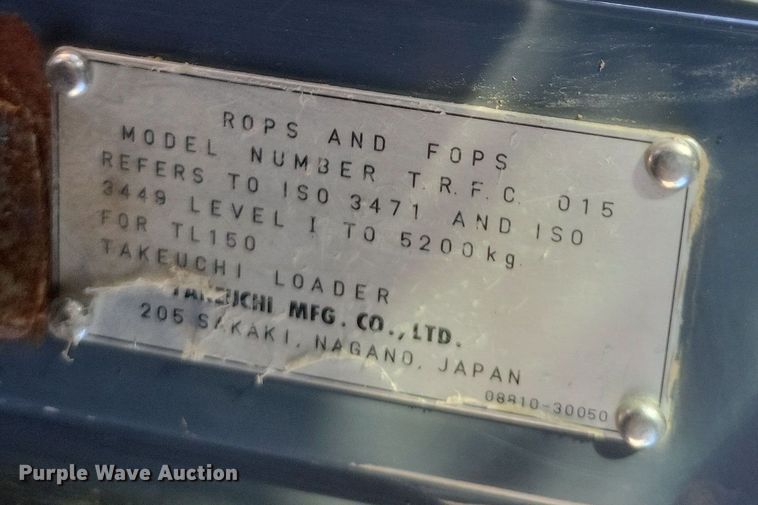 ROPS AND FOPS
MODEL NUMBER T.R.F.C. 015
REFERS TO ISO 3471 AND ISO
3449 LEVEL I TO 5200kg.
FOR TL150
TAKEUCHI LOADER
TAKEUCHI MFG. CO., LTD.
205 SAKAKI, NAGANO, JAPAN
08810-30050
Purple Wave Auction